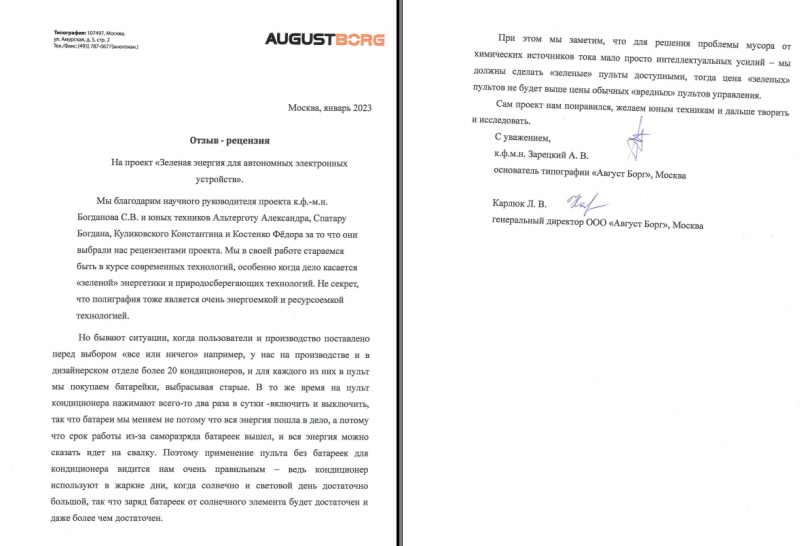 Типография: 107497, Москва,
ул. Амурская, д. 5, стр. 2
Тел./Факс: (495) 787-0677(многокан.)
AUGUSTBORG
Москва, январь 2023
Отзыв - рецензия
На проект «Зеленая энергия для автономных электронных
устройств».
Мы благодарим научного руководителя проекта к.ф.-м.н.
Богданова С.В. и юных техников Альтерготу Александра, Спатару
Богдана, Куликовского Константина и Костенко Фёдора за то что они
выбрали нас рецензентами проекта. Мы в своей работе стараемся
быть в курсе современных технологий, особенно когда дело касается
«зеленой» энергетики и природосберегающих технологий. Не секрет,
что полиграфия тоже является очень энергоемкой и ресурсоемкой
технологией.
Но бывают ситуации, когда пользователи и производство поставлено
перед выбором «все или ничего» например, у нас на производстве и в
дизайнерском отделе более 20 кондиционеров, и для каждого из них в пульт
мы покупаем батарейки, выбрасывая старые. В то же время на пульт
кондиционера нажимают всего-то два раза в сутки -включить и выключить,
так что батареи мы меняем не потому что вся энергия пошла в дело, а потому
что срок работы из-за саморазряда батареек вышел, и вся энергия можно
сказать идет на свалку. Поэтому применение пульта без батареек для
кондиционера видится нам очень правильным – ведь кондиционер
используют в жаркие дни, когда солнечно и световой день достаточно
большой, так что заряд батареек от солнечного элемента будет достаточен и
даже более чем достаточен.
При этом мы заметим, что для решения проблемы мусора от
химических источников тока мало просто интеллектуальных усилий – мы
должны сделать «зеленые» пульты доступными, тогда цена «зеленых»
пультов не будет выше цены обычных «вредных» пультов управления.
Сам проект нам понравился, желаем юным техникам и дальше творить
и исследовать.
С уважением,
к.ф.м.н. Зарецкий А. В.
основатель типографии «Август Борг», Москва
Карлюк Л. В.
генеральный директор ООО «Август Борг», Москва